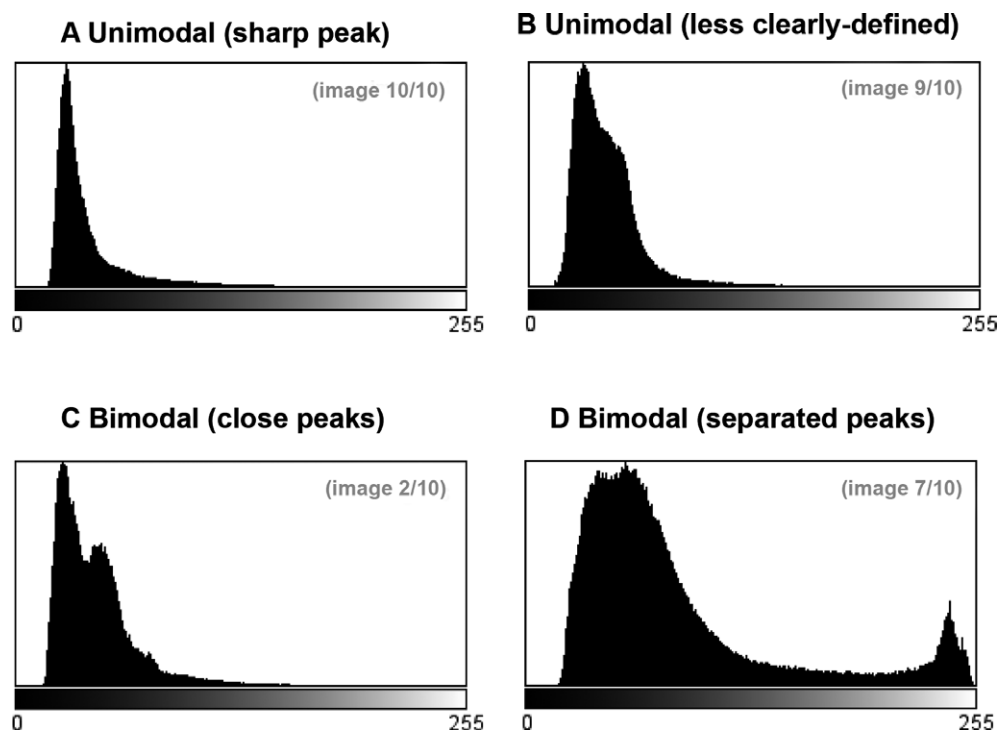 A Unimodal (sharp peak)
B Unimodal (less clearly-defined)
(image 10/10)
(image 9/10)
0
255
0
255
C Bimodal (close peaks)
D Bimodal (separated peaks)
(image 2/10)
(image 7/10)
0
255
0
255